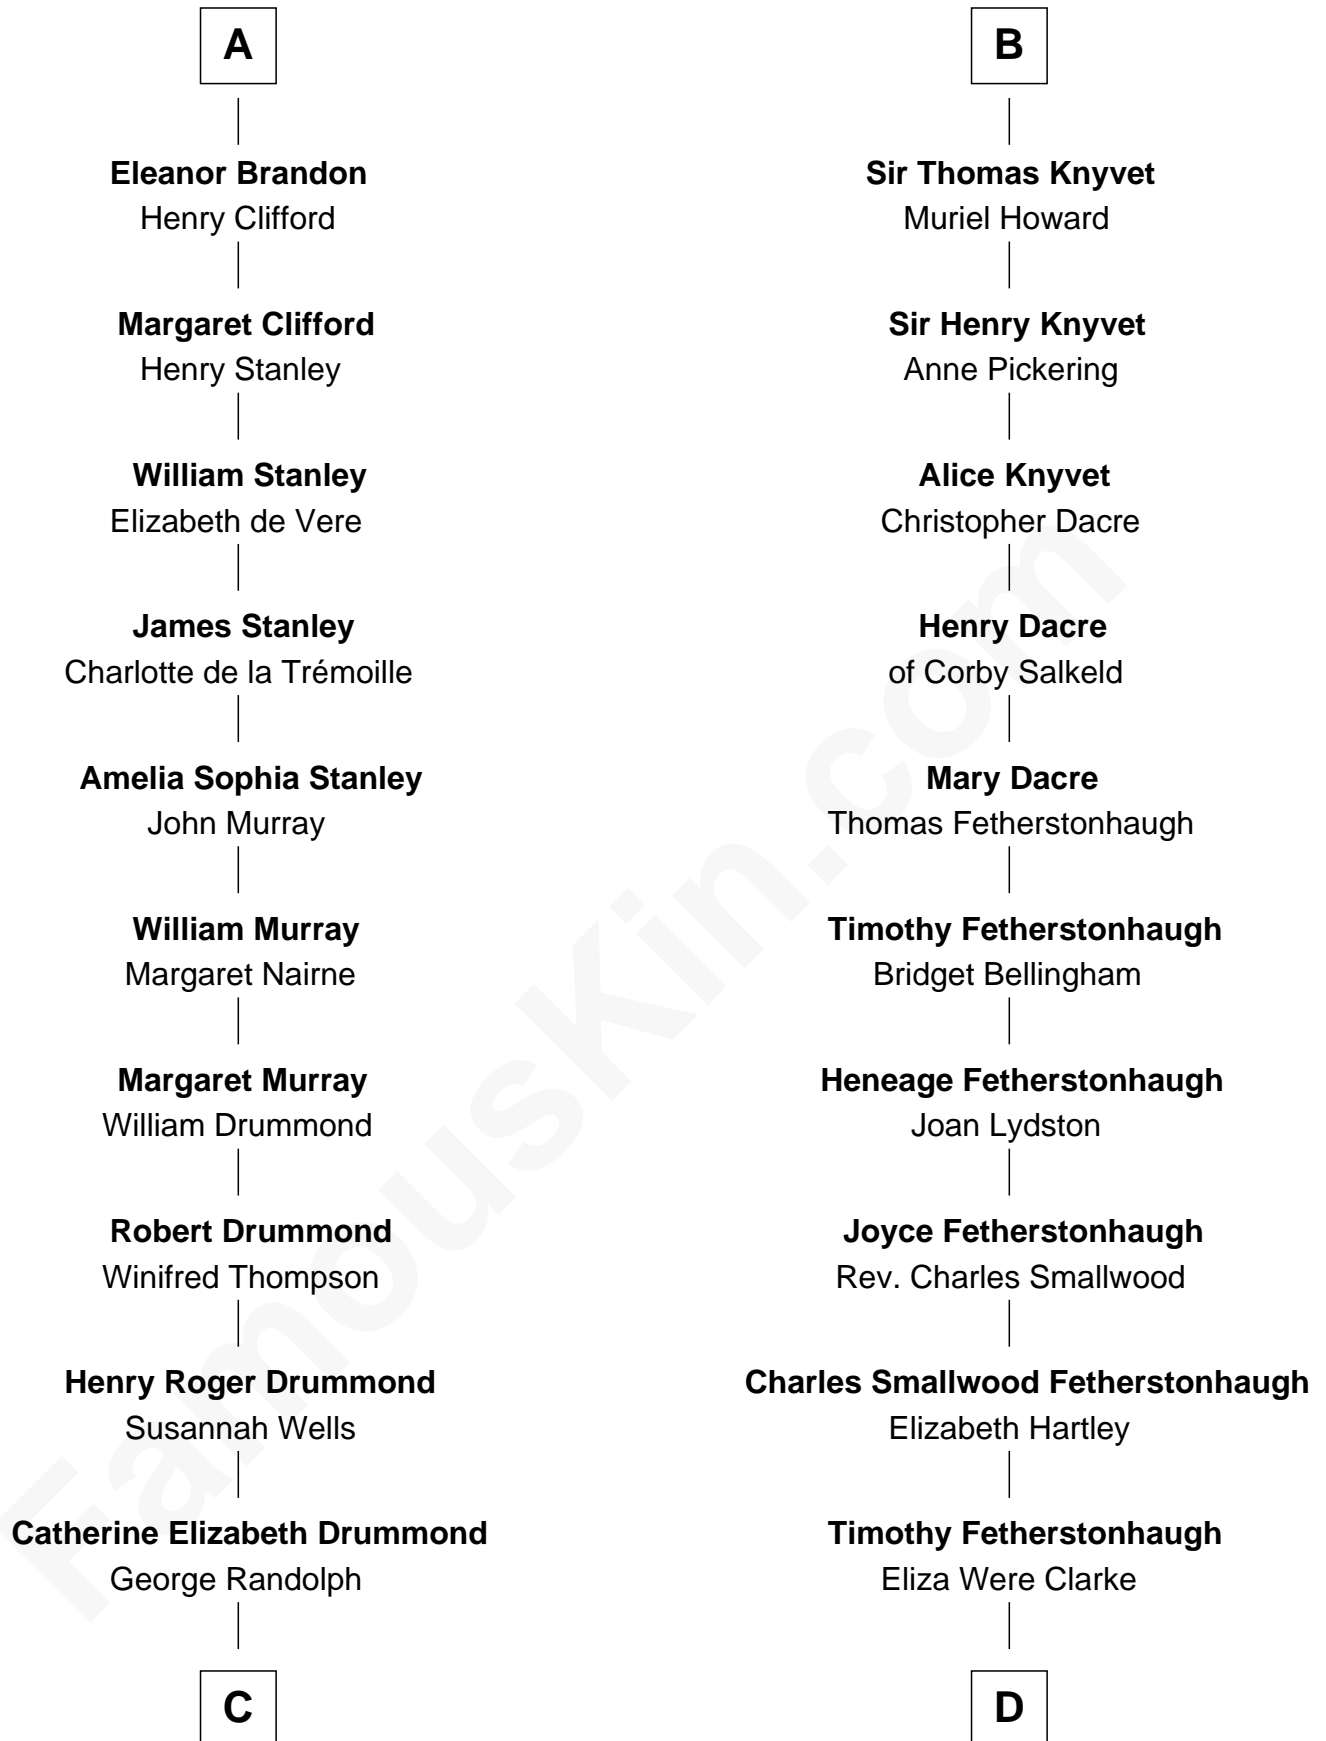 A
Eleanor Brandon
Henry Clifford
Margaret Clifford
Henry Stanley
William Stanley
Elizabeth de Vere
James Stanley
Charlotte de la Trémoille
Amelia Sophia Stanley
John Murray
William Murray
Margaret Nairne
Margaret Murray
William Drummond
Robert Drummond
Winifred Thompson
Henry Roger Drummond
Susannah Wells
Catherine Elizabeth Drummond
George Randolph
C
B
Sir Thomas Knyvet
Muriel Howard
Sir Henry Knyvet
Anne Pickering
Alice Knyvet
Christopher Dacre
Henry Dacre
of Corby Salkeld
Mary Dacre
Thomas Fetherstonhaugh
Timothy Fetherstonhaugh
Bridget Bellingham
Heneage Fetherstonhaugh
Joan Lydston
Joyce Fetherstonhaugh
Rev. Charles Smallwood
Charles Smallwood Fetherstonhaugh
Elizabeth Hartley
Timothy Fetherstonhaugh
Eliza Were Clarke
D
FamousKin.com